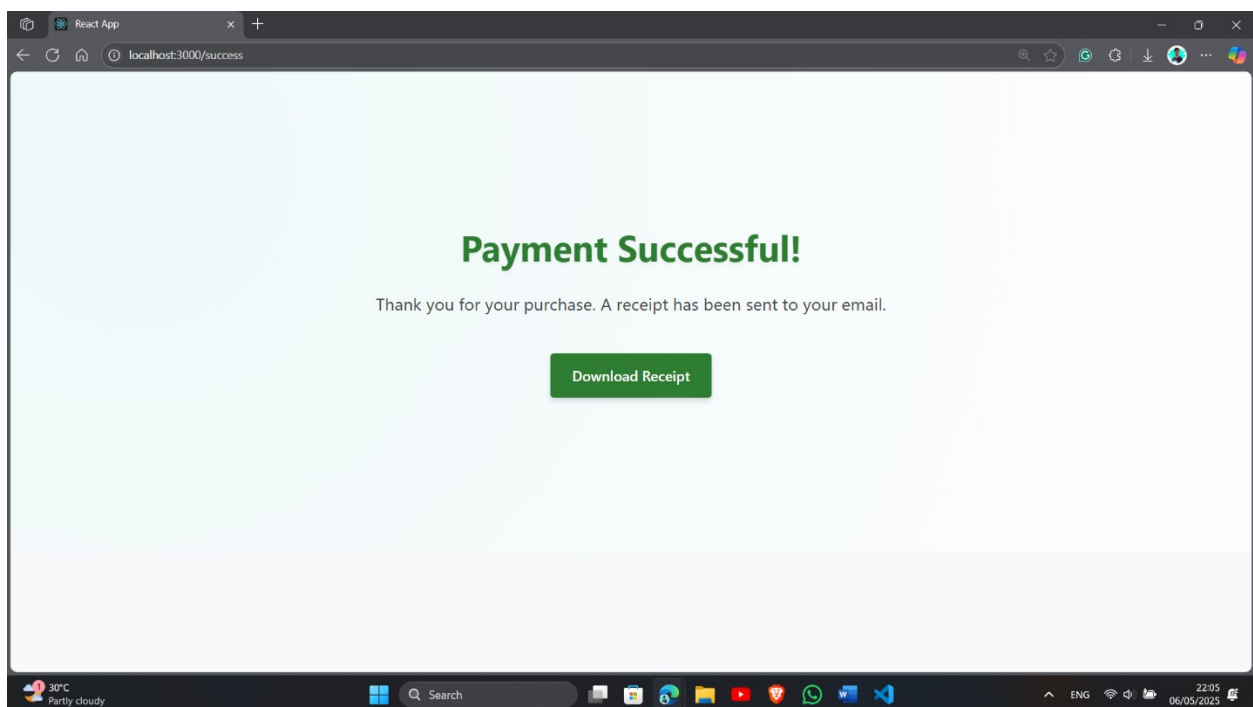 React App
localhost:3000/success
Payment Successful!
Thank you for your purchase. A receipt has been sent to your email.
Download Receipt
1
30°C
Partly cloudy
Search
ENG
22:05
06/05/2025